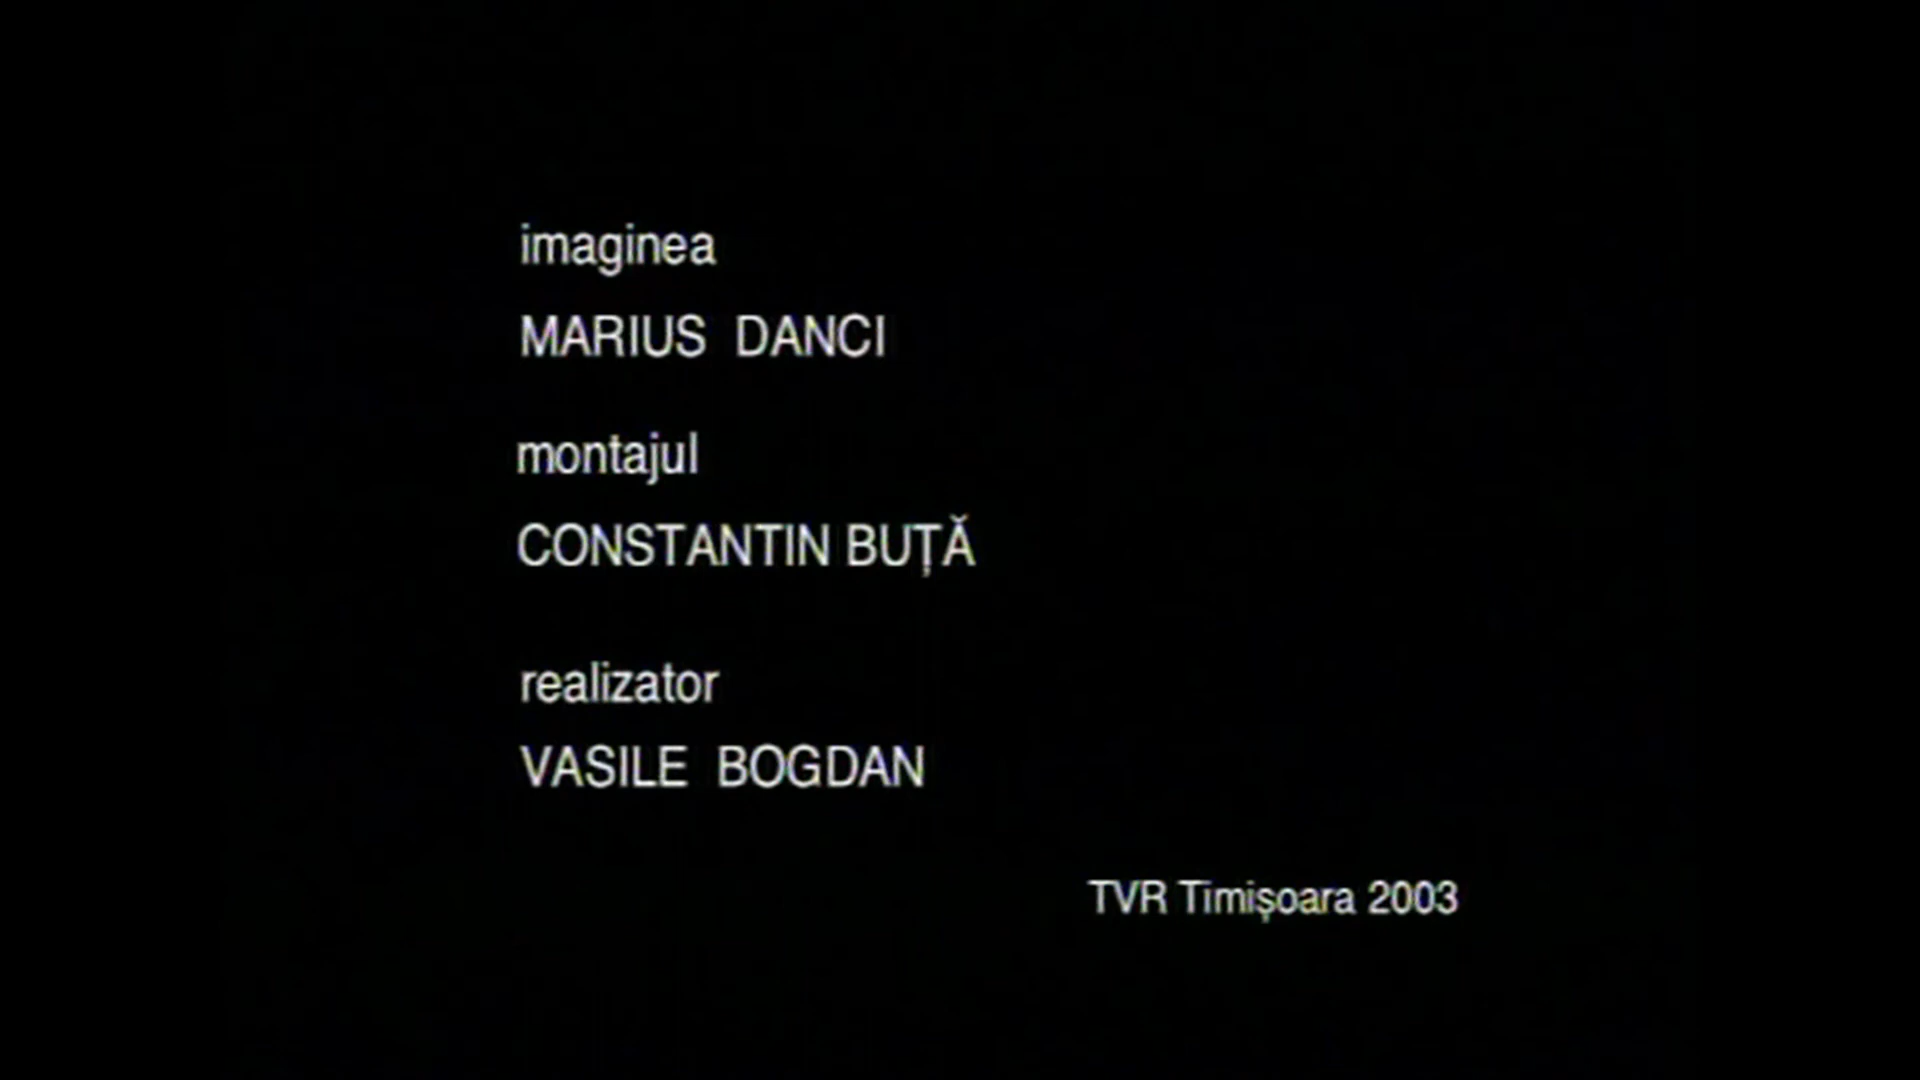 imaginea
MARIUS DANCI
montajul
CONSTANTIN BUȚĂ
realizator
VASILE BOGDAN
TVR Timișoara 2003